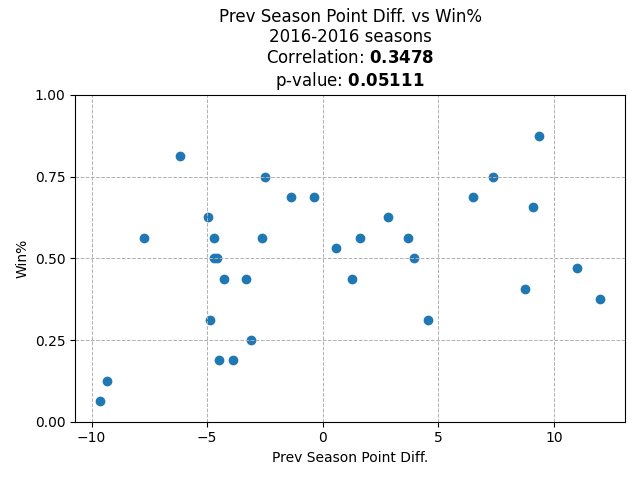 Prev Season Point Diff. vs Win%
2016-2016 seasons
Correlation: 0.3478
p-value: 0.05111
1.00
0.75
0.50
0.25
0.00
Win%
−10
−5
0
5
10
Prev Season Point Diff.